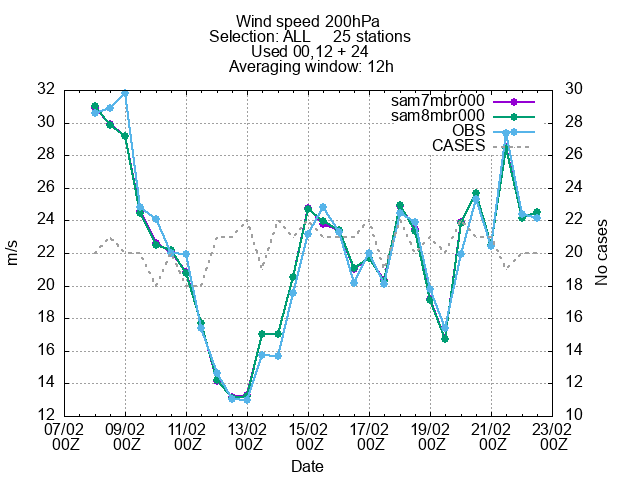 Wind speed 200hPa
Selection: ALL 25 stations
Used 00,12 + 24
Averaging window: 12h
sam7mbr000
sam8mbr000
OBS
CASES
32
30
28
26
24
22
20
18
16
14
12
m/s
30
28
26
24
22
20
18
16
14
12
10
No cases
07/02 09/02 11/02 13/02 15/02 17/02 19/02 21/02 23/02
00Z 00Z 00Z 00Z 00Z 00Z 00Z 00Z 00Z
Date